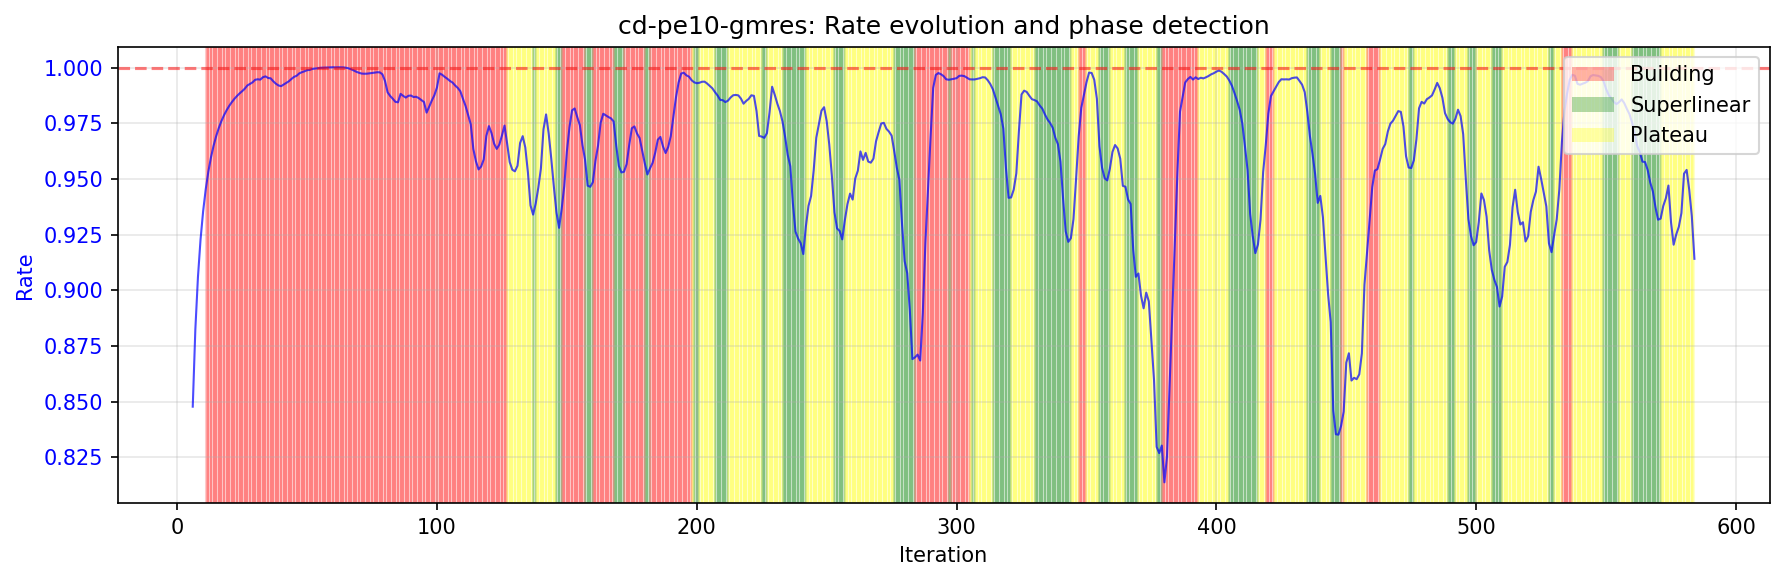 cd-pe10-gmres: Rate evolution and phase detection
1.000
0.975
0.950
0.925
0.900
0.875
0.850
0.825
Rate
Building
Superlinear
Plateau
0 100 200 300 400 500 600
Iteration